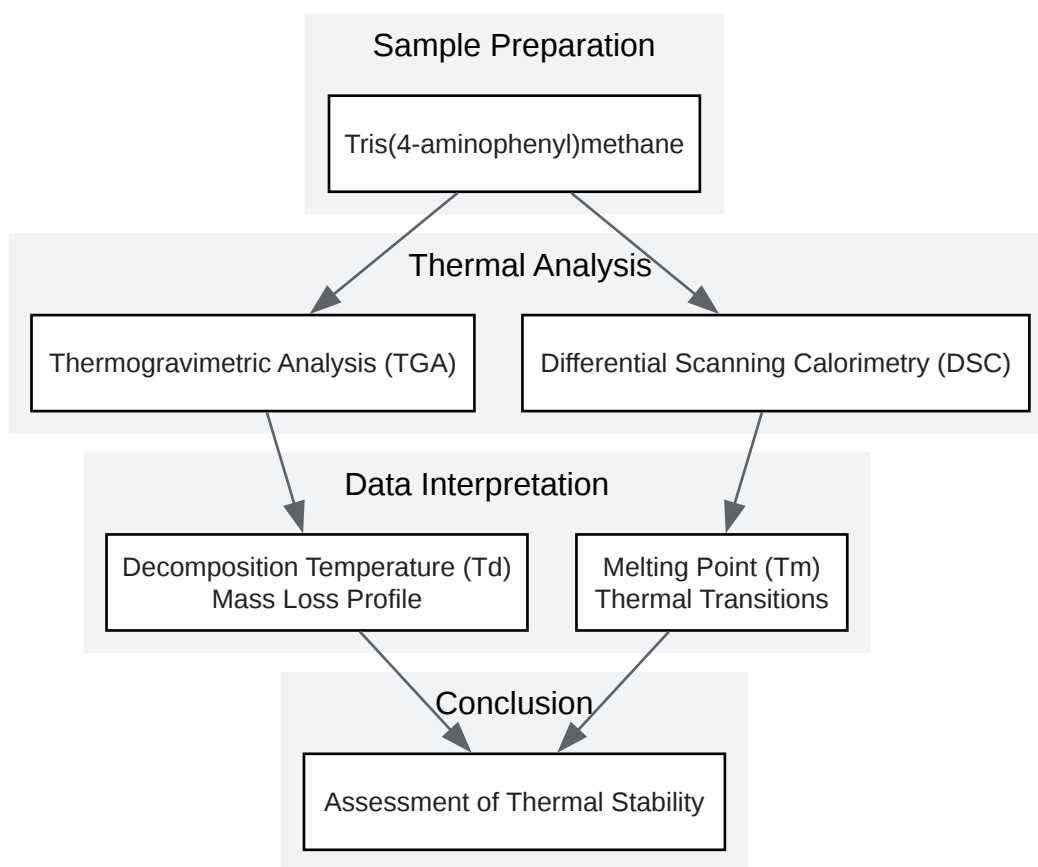 Sample Preparation
Tris(4-aminophenyl)methane
Thermal Analysis
Thermogravimetric Analysis (TGA)
Differential Scanning Calorimetry (DSC)
Data Interpretation
Decomposition Temperature (Td)
Mass Loss Profile
Melting Point (Tm)
Thermal Transitions
Conclusion
Assessment of Thermal Stability